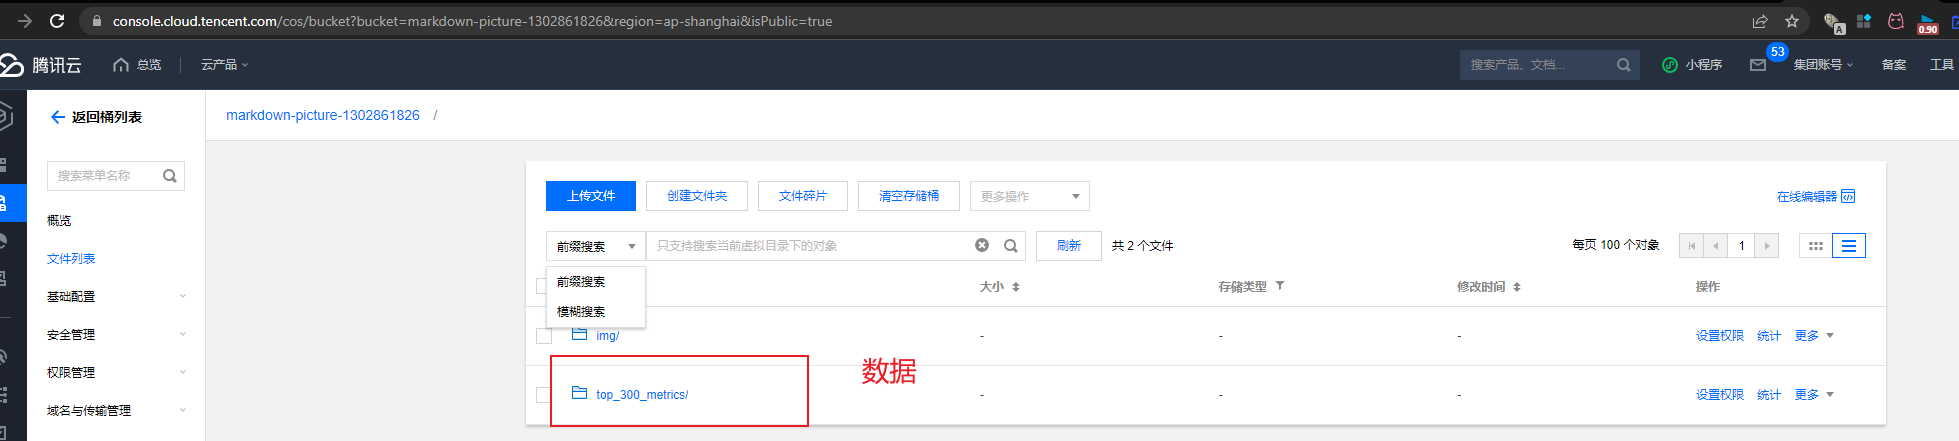 console.cloud.tencent.com/cos/bucket?bucket=markdown-picture-1302861826&region=ap-shanghai&isPublic=true
A
0.90
腾讯云
总览
云产品
搜索产品、文档...
小程序
53
集团账号
备案
工具
返回桶列表
markdown-picture-1302861826 /
搜索菜单名称
概览
文件列表
基础配置
安全管理
权限管理
域名与传输管理
上传文件
创建文件夹
文件碎片
清空存储桶
更多操作
在线编辑器
前缀搜索
只支持搜索当前虚拟目录下的对象
刷新
共 2 个文件
每页 100 个对象
1
前缀搜索
模糊搜索
大小
存储类型
修改时间
操作
img/
-
-
-
设置权限
统计
更多
数据
top_300_metrics/
-
-
-
设置权限
统计
更多